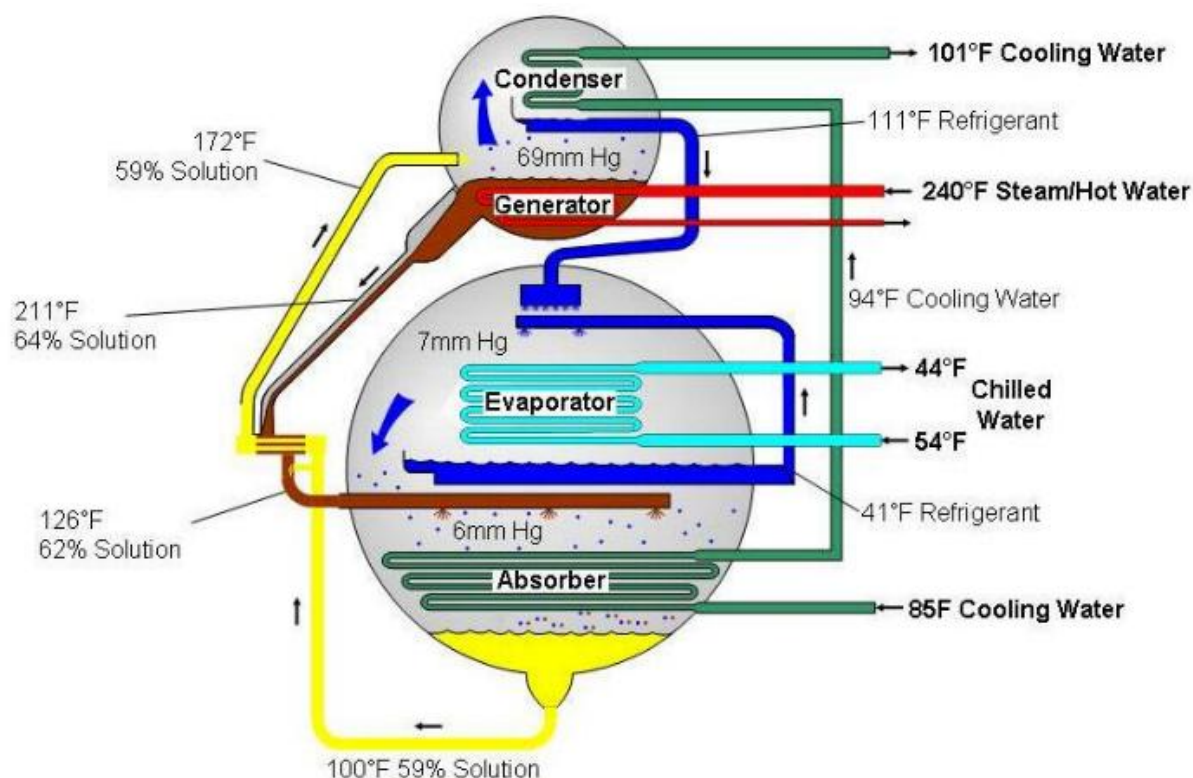 101°F Cooling Water
Condenser
111°F Refrigerant
172°F
59% Solution
69mm Hg
240°F Steam/Hot Water
Generator
94°F Cooling Water
211°F
64% Solution
7mm Hg
44°F
Chilled
Water
Evaporator
54°F
41°F Refrigerant
126°F
62% Solution
6mm Hg
Absorber
85F Cooling Water
100°F 59% Solution